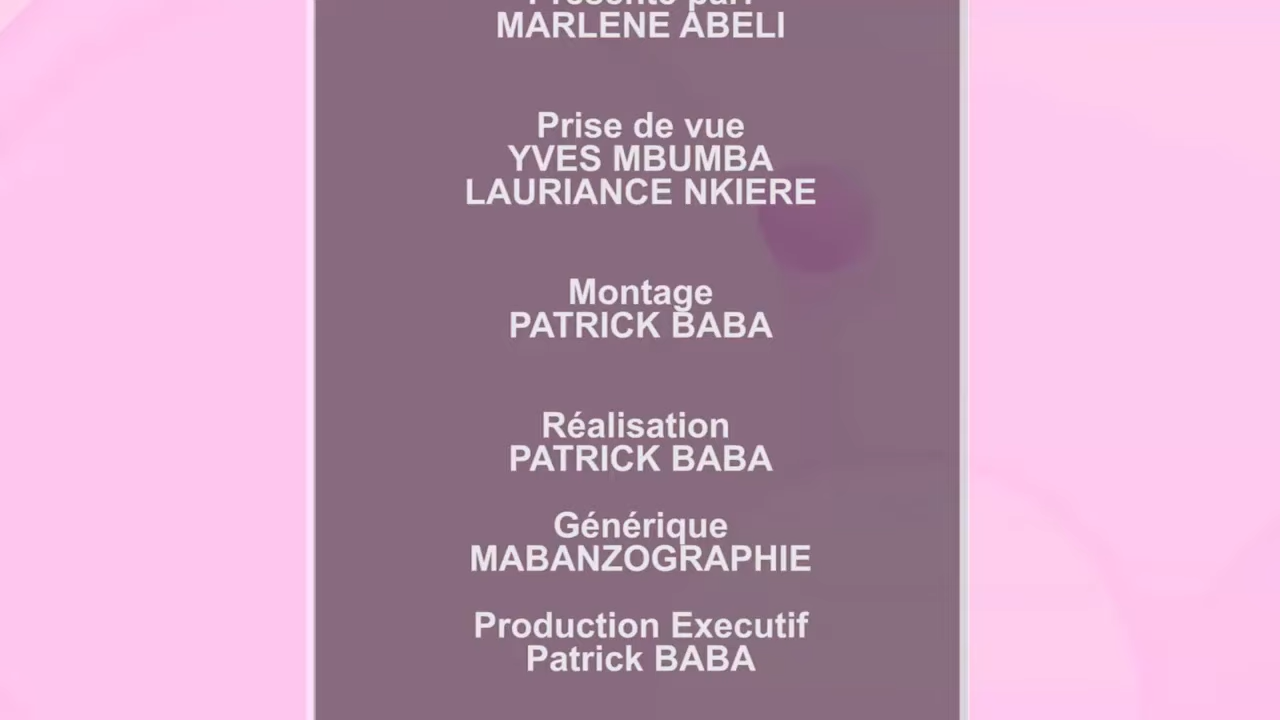 MARLENE ABELI
Prise de vue
YVES MBUMBA
LAURIANCE NKIERE
Montage
PATRICK BABA
Réalisation
PATRICK BABA
Générique
MABANZOGRAPHIE
Production Executif
Patrick BABA